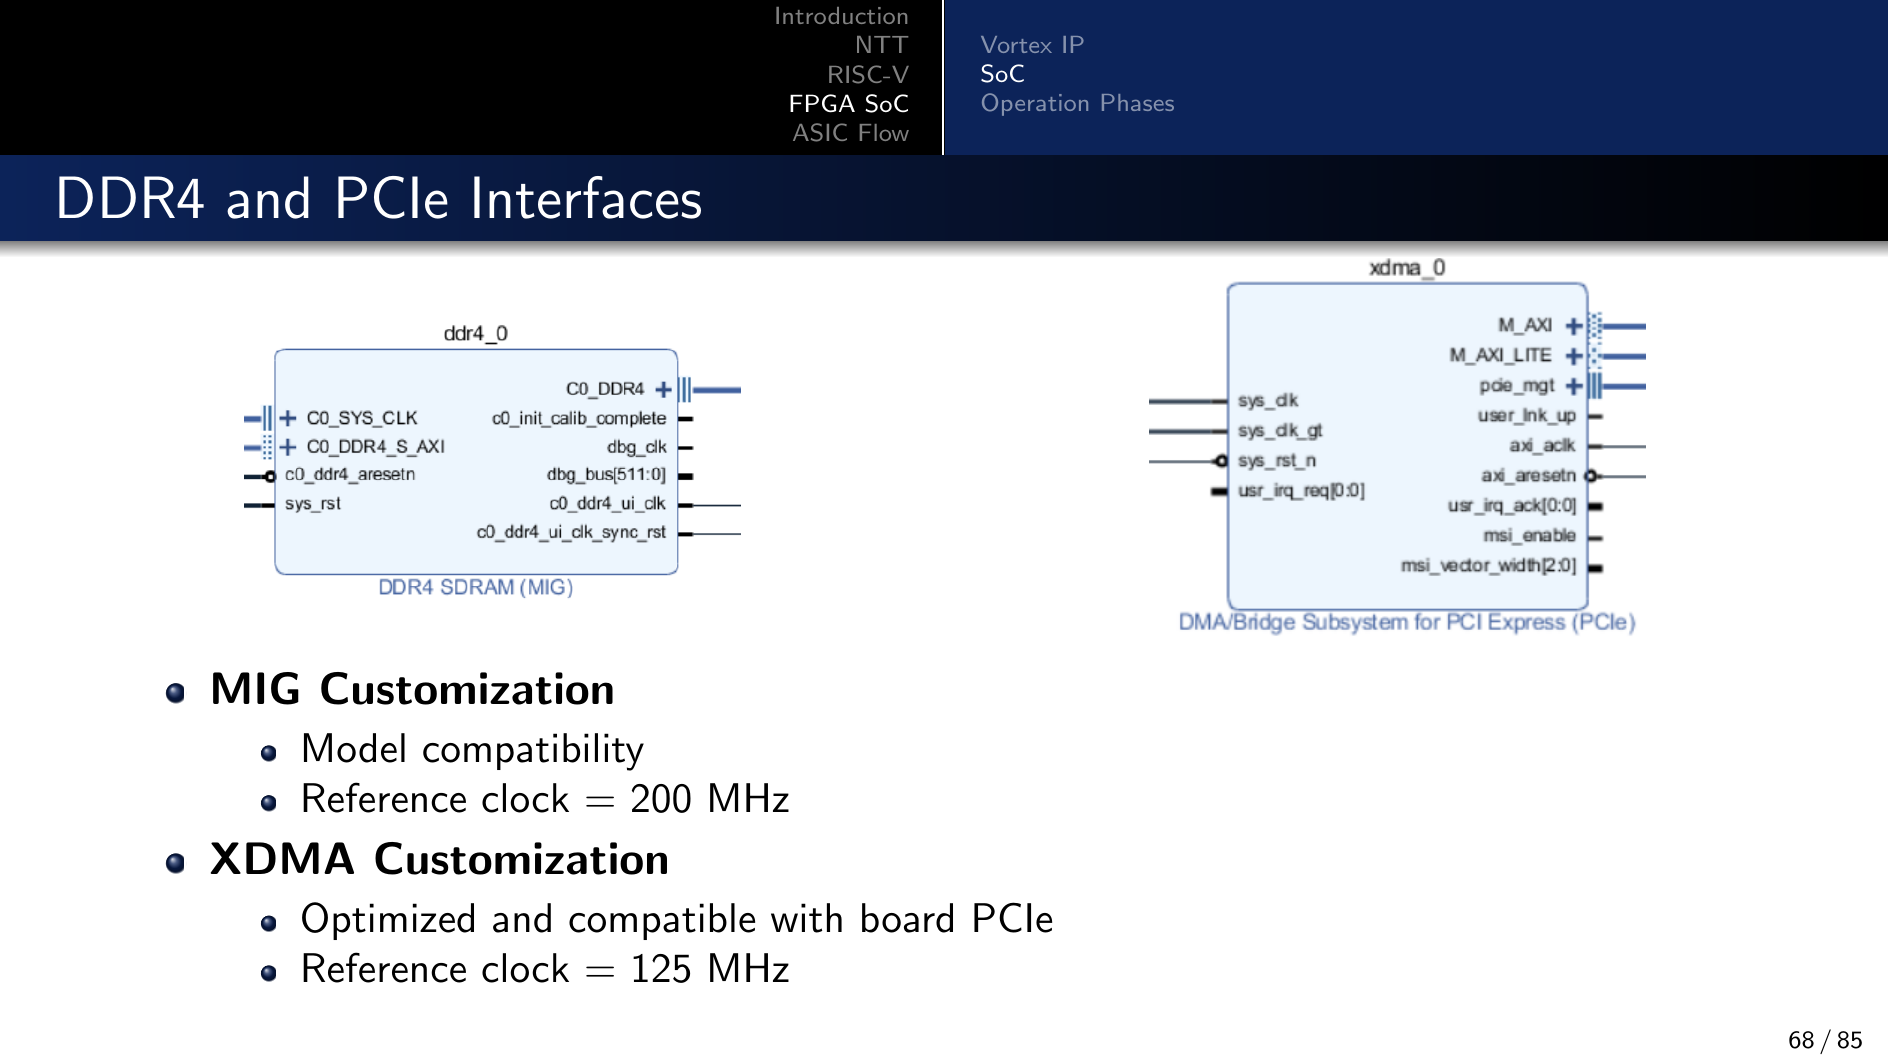 Introduction
NTT
RISC-V
FPGA SoC
ASIC Flow
Vortex IP
SoC
Operation Phases
DDR4 and PCIe Interfaces
ddr4_0
C0_SYS_CLK
C0_DDR4_S_AXI
c0_ddr4_aresetn
sys_rst
C0_DDR4
c0_init_calib_complete
dbg_clk
dbg_bus[511:0]
c0_ddr4_ui_clk
c0_ddr4_ui_clk_sync_rst
DDR4 SDRAM (MIG)
xdma_0
sys_clk
sys_clk_gt
sys_rst_n
usr_irq_req[0:0]
M_AXI
M_AXI_LITE
pcie_mgt
user_lnk_up
axi_aclk
axi_aresetn
usr_irq_ack[0:0]
msi_enable
msi_vector_width[2:0]
DMA/Bridge Subsystem for PCI Express (PCIe)
MIG Customization
Model compatibility
Reference clock = 200 MHz
XDMA Customization
Optimized and compatible with board PCIe
Reference clock = 125 MHz
68 / 85